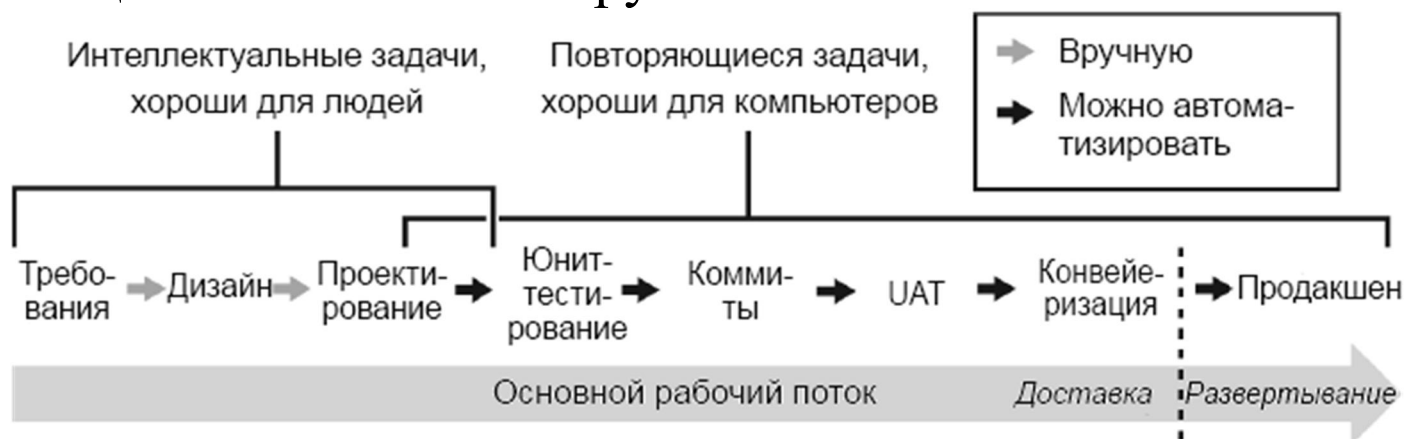 Интеллектуальные задачи,
хороши для людей
Повторяющиеся задачи,
хороши для компьютеров
Вручную
Можно автома-
тизировать
Требо-
вания
Дизайн
Проекти-
рование
Юнит-
тести-
рование
Комми-
ты
UAT
Конвейе-
ризация
Продакшен
Основной рабочий поток
Доставка
Развертывание